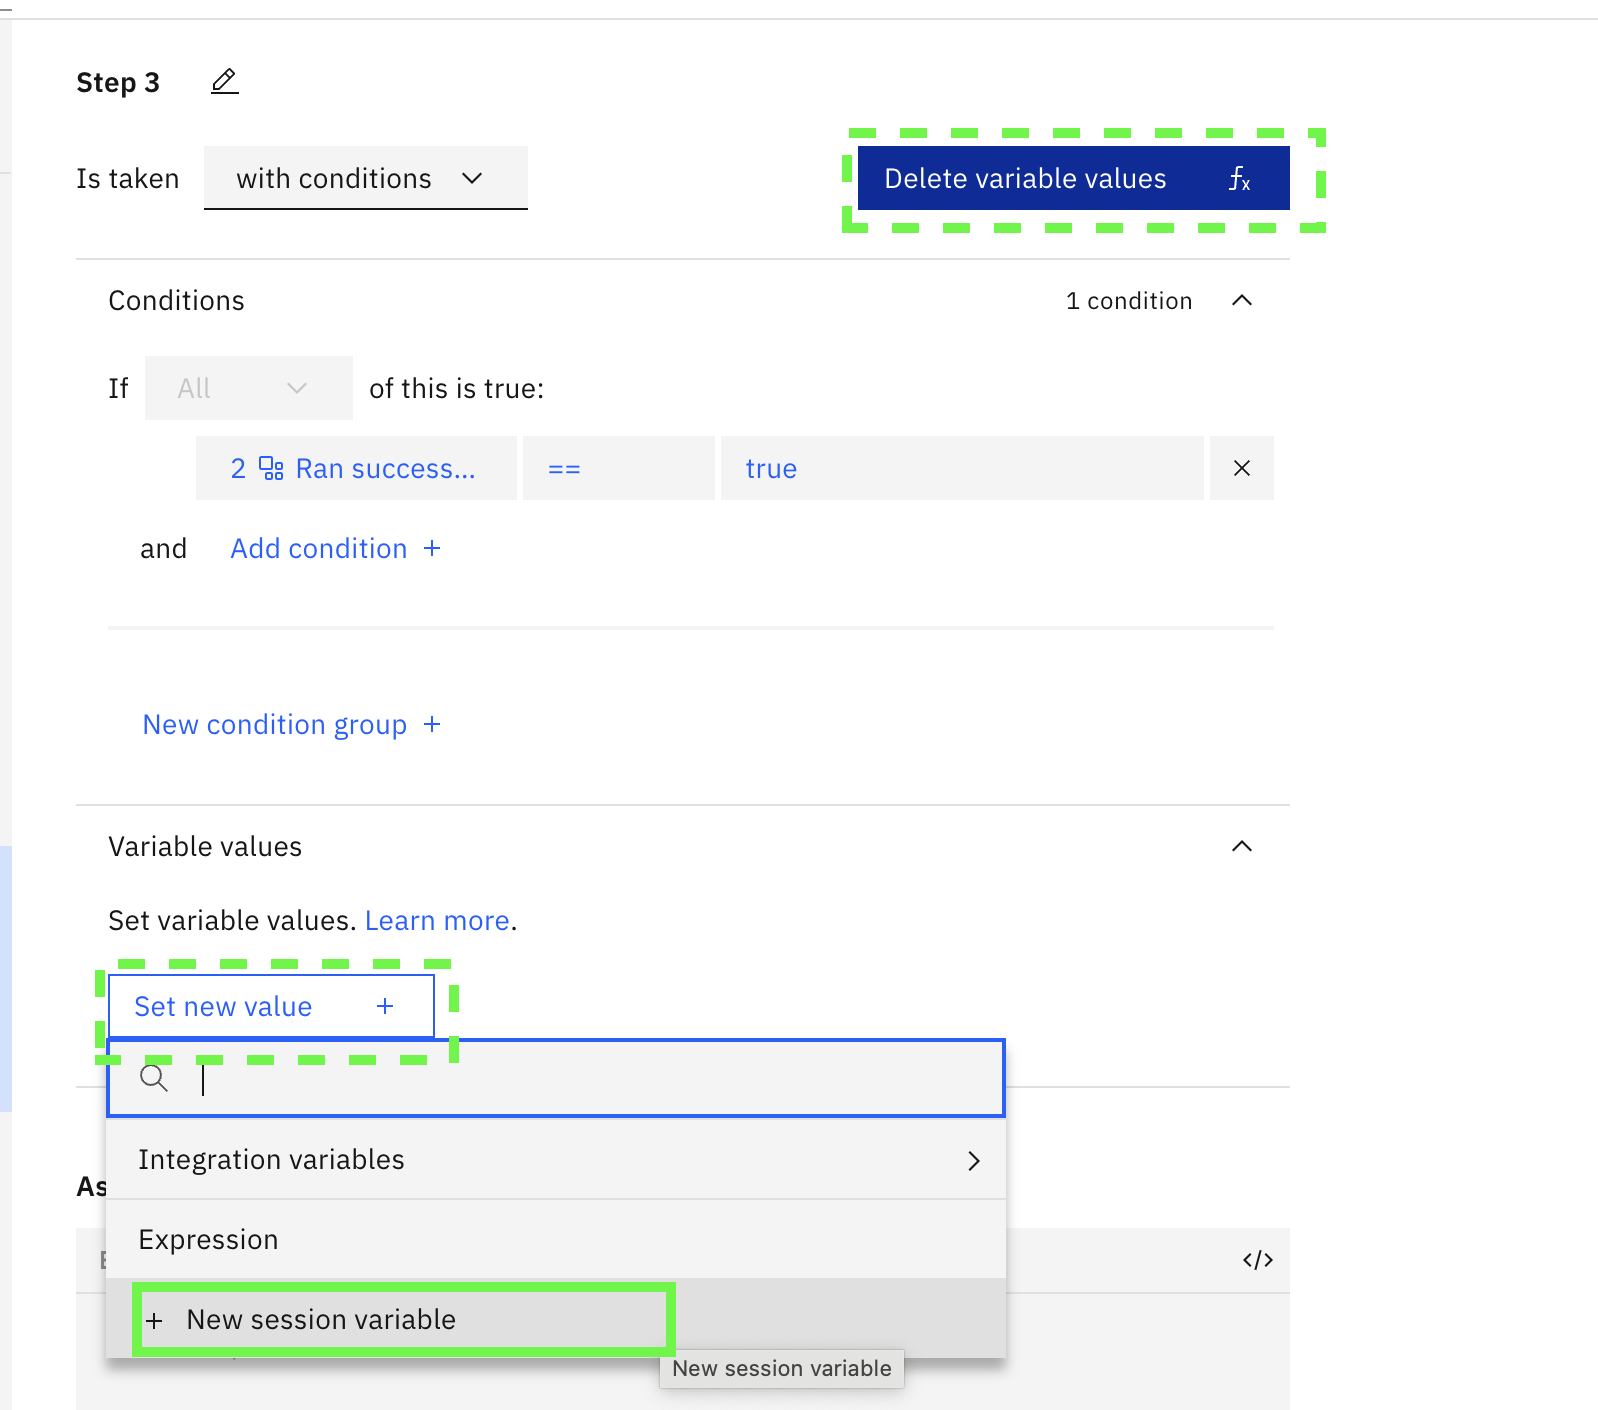 Step 3
Is taken with conditions Delete variable values fx
Conditions 1 condition
If All of this is true:
2 Ran success... == true
and Add condition +
New condition group +
Variable values
Set variable values. Learn more.
Set new value +
Integration variables
As
Expression
</>
+ New session variable
New session variable